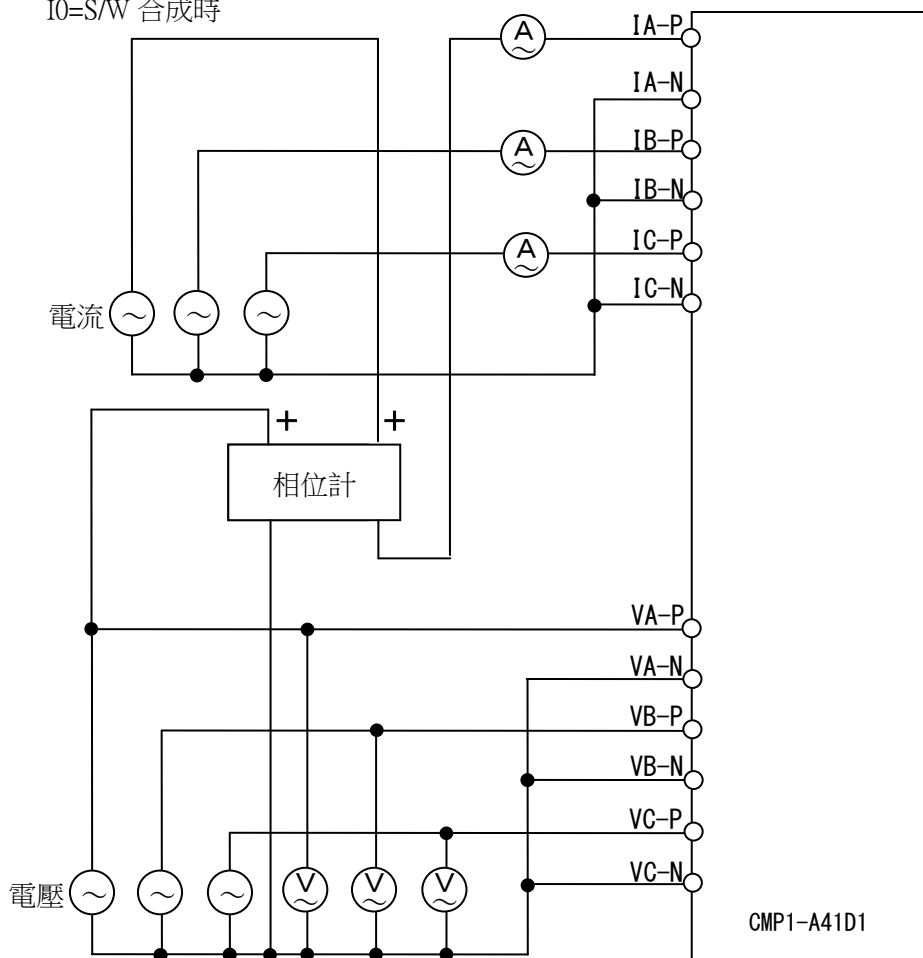 I0=S/W 合成時
A
IA-P
IA-N
A
IB-P
IB-N
A
IC-P
IC-N
電流
+ +
相位計
VA-P
VA-N
VB-P
VB-N
VC-P
VC-N
電壓
V V V
CMP1-A41D1